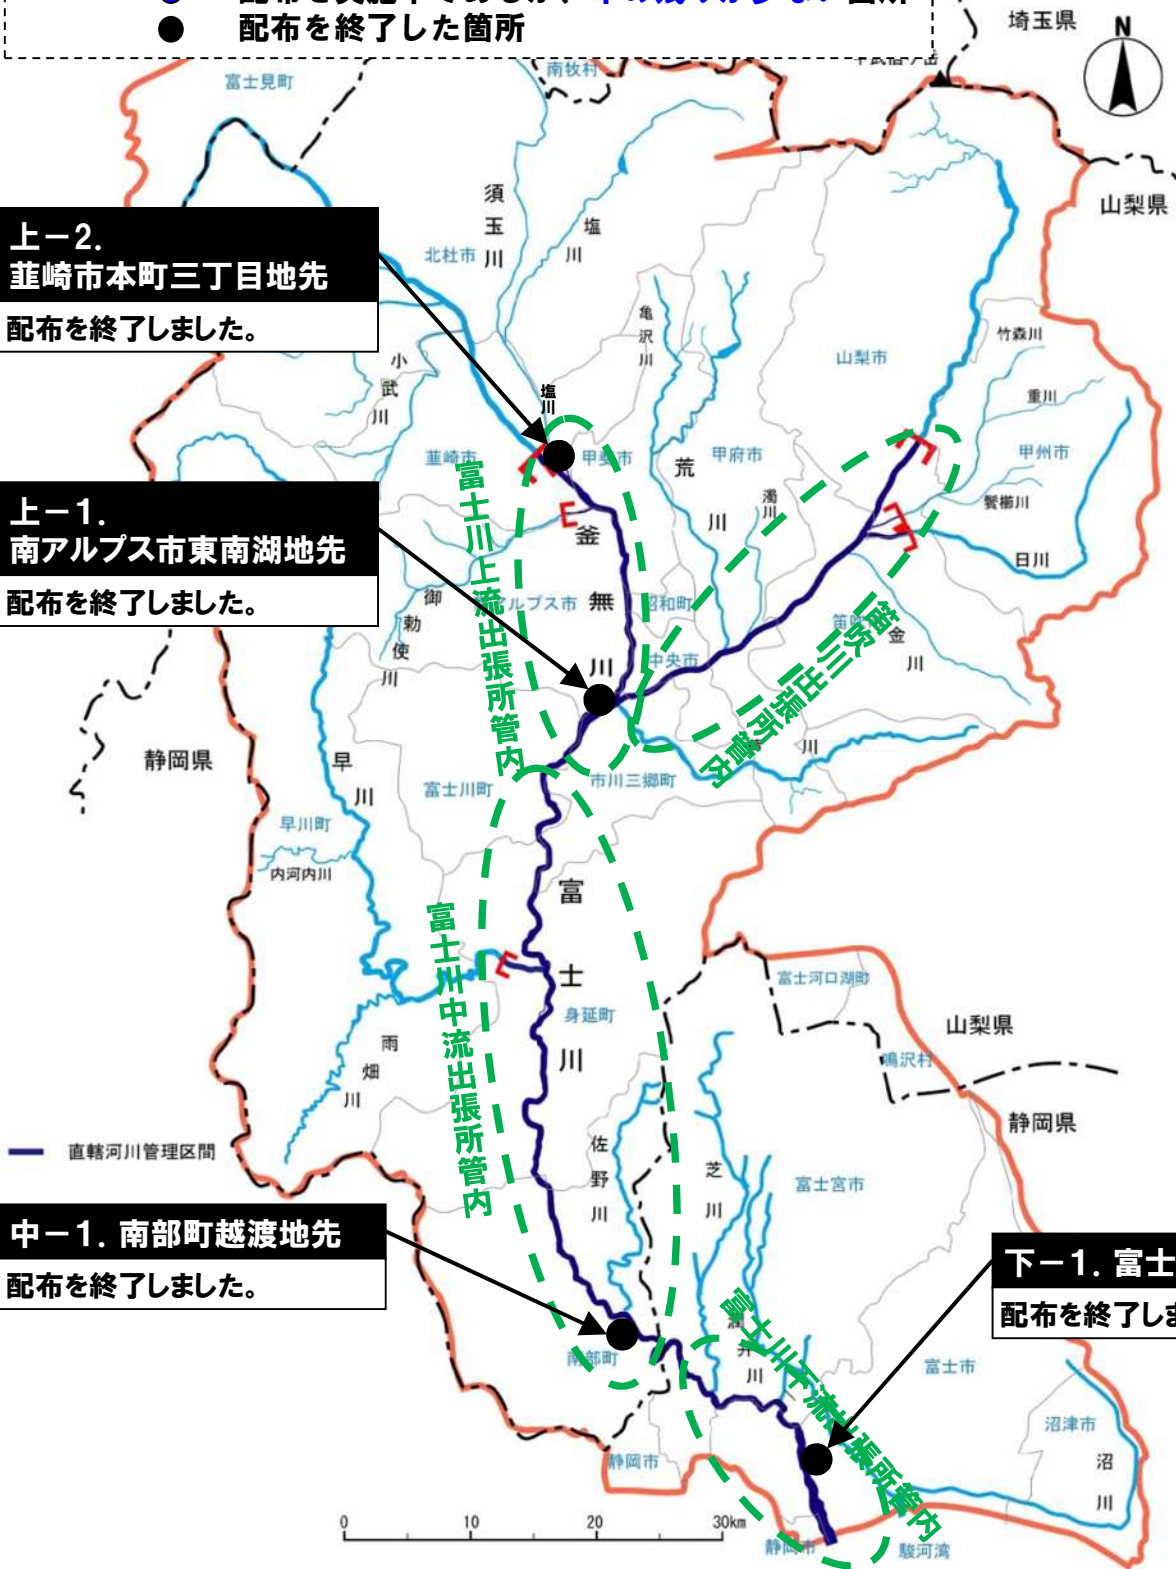 配布を終了した箇所
埼玉県
N
富士見町
南牧村
山梨県
須玉川
塩川
北杜市
上－2.
韮崎市本町三丁目地先
配布を終了しました。
亀沢川
竹森川
山梨市
小武川
重川
塩川
韮崎市
甲斐市
荒川
甲府市
甲州市
濁川
鬢櫛川
上－1.
南アルプス市東南湖地先
配布を終了しました。
富士川上流出張所管内
釜無川
日川
アルプス市
昭和町
御勅使川
金川
中央市
笛吹川出張所管内
川
静岡県
早川
富士川町
市川三郷町
早川町
内河内川
富士川
富士川中流出張所管内
富士河口湖町
身延町
山梨県
鳴沢村
雨畑川
静岡県
直轄河川管理区間
佐野川
芝川
富士宮市
中－1. 南部町越渡地先
配布を終了しました。
下－1. 富士
配布を終了しま
富士川下流出張所管内
潤井川
南部町
富士市
沼津市
沼川
静岡市
0 10 20 30km
静岡市
駿河湾